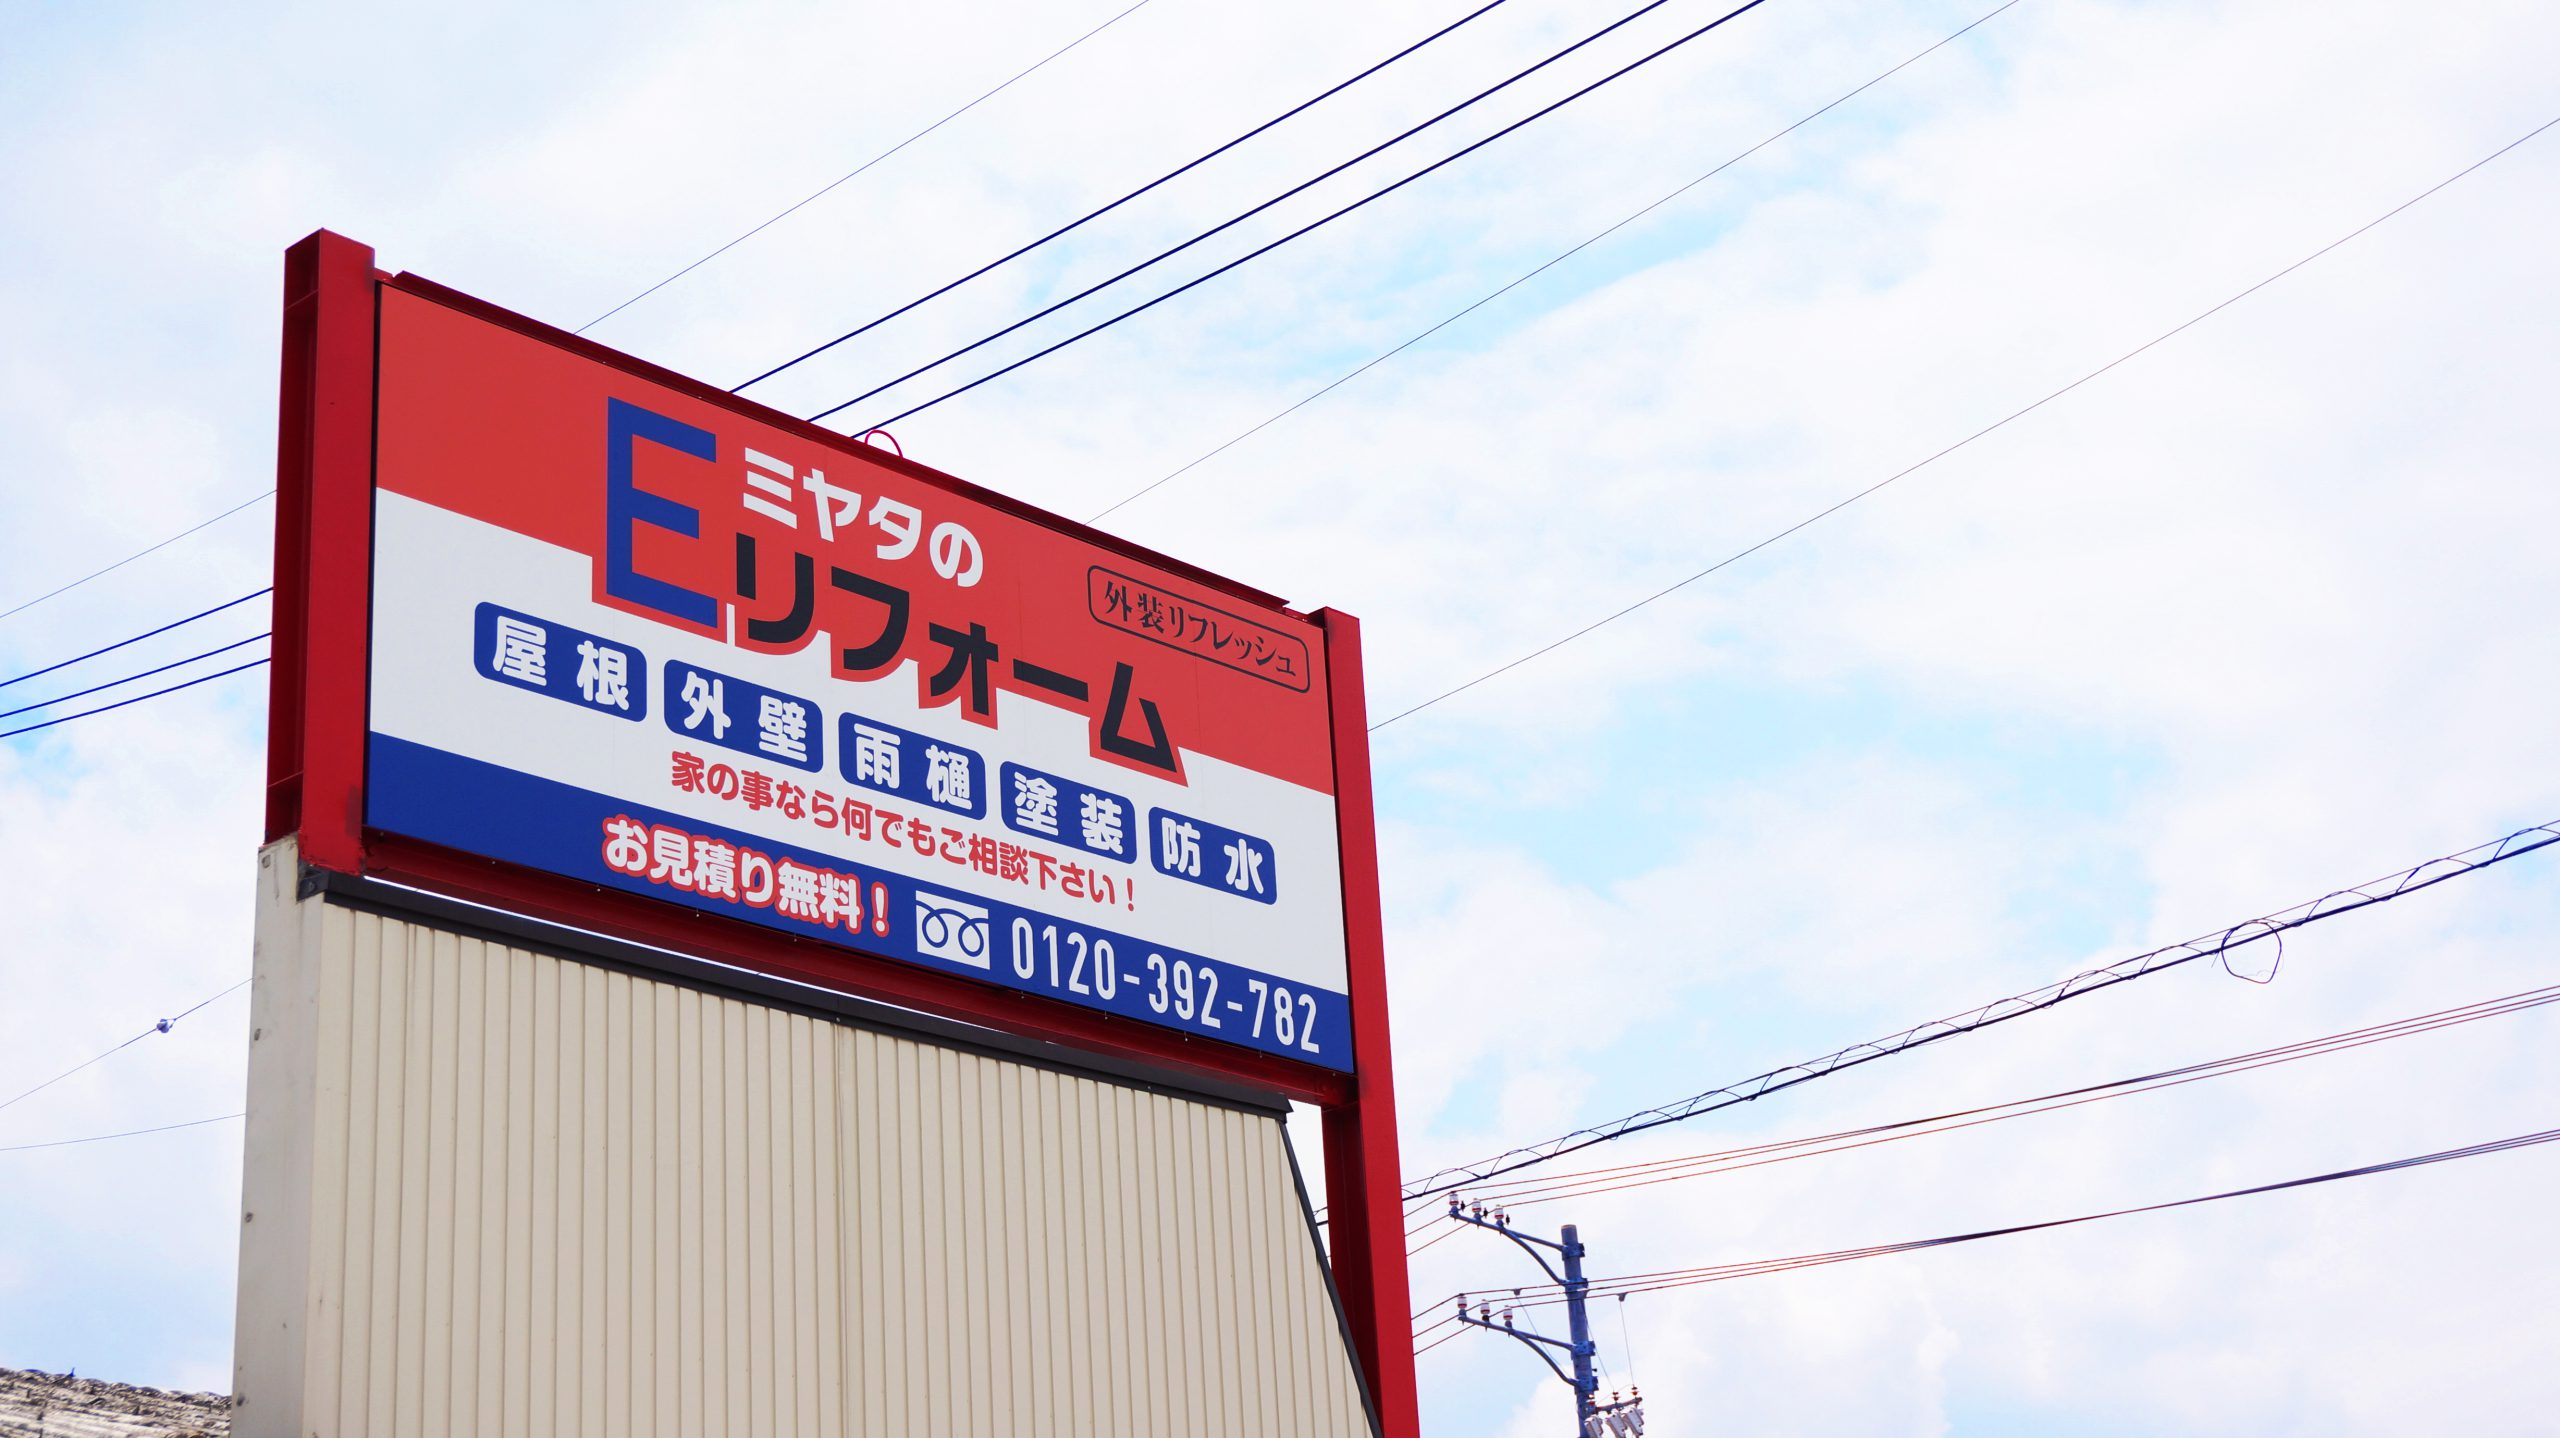 ミヤタの
Eリフォーム
外装リフレッシュ
屋根 外壁 雨樋 塗装 防水
家の事なら何でもご相談下さい!
お見積り無料! 0120-392-782